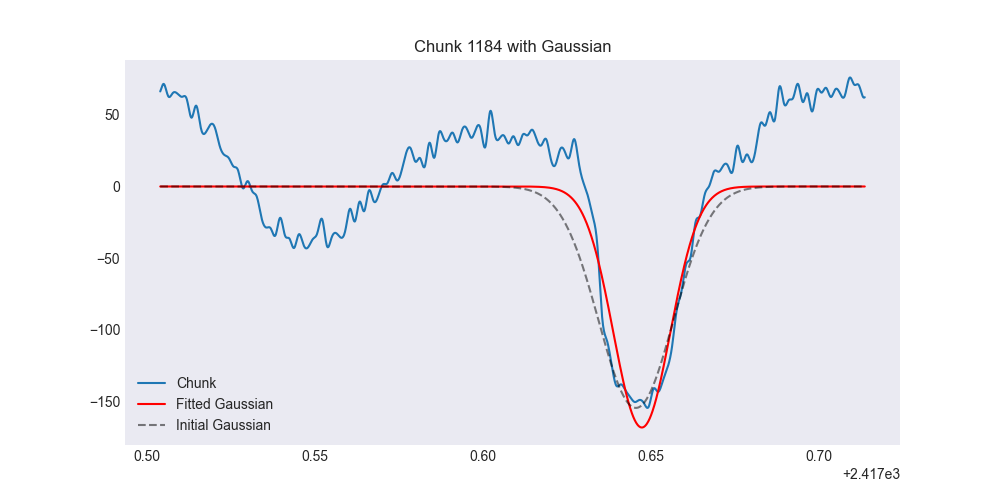 Chunk 1184 with Gaussian
50
0
−50
−100
−150
Chunk
Fitted Gaussian
Initial Gaussian
0.50 0.55 0.60 0.65 0.70
+2.417e3